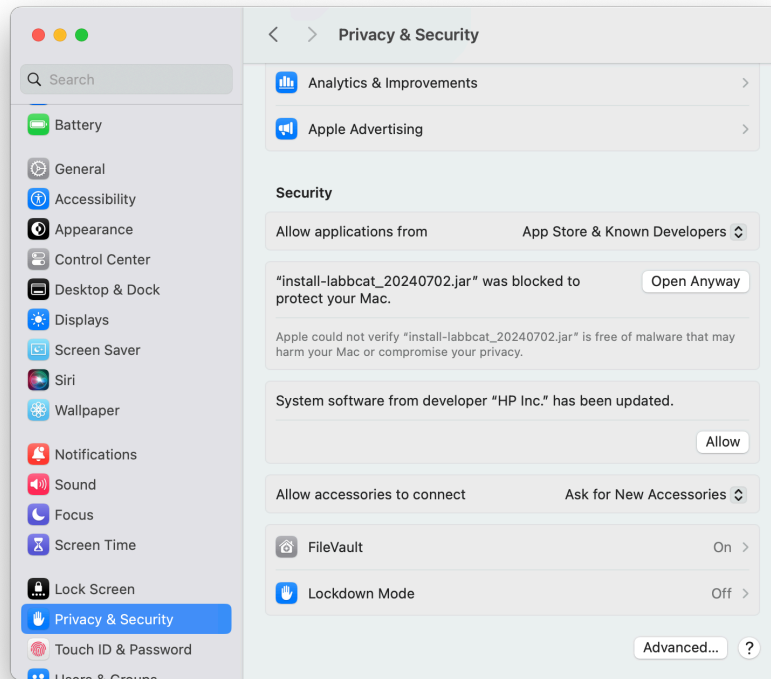 Privacy & Security
Search
Battery
General
Accessibility
Appearance
Control Center
Desktop & Dock
Displays
Screen Saver
Siri
Wallpaper
Notifications
Sound
Focus
Screen Time
Lock Screen
Privacy & Security
Touch ID & Password
Users & Groups
Analytics & Improvements
Apple Advertising
Security
Allow applications from App Store & Known Developers
“install-labbcat_20240702.jar” was blocked to
protect your Mac.
Open Anyway
Apple could not verify “install-labbcat_20240702.jar” is free of malware that may
harm your Mac or compromise your privacy.
System software from developer “HP Inc.” has been updated.
Allow
Allow accessories to connect Ask for New Accessories
FileVault On
Lockdown Mode Off
Advanced... ?